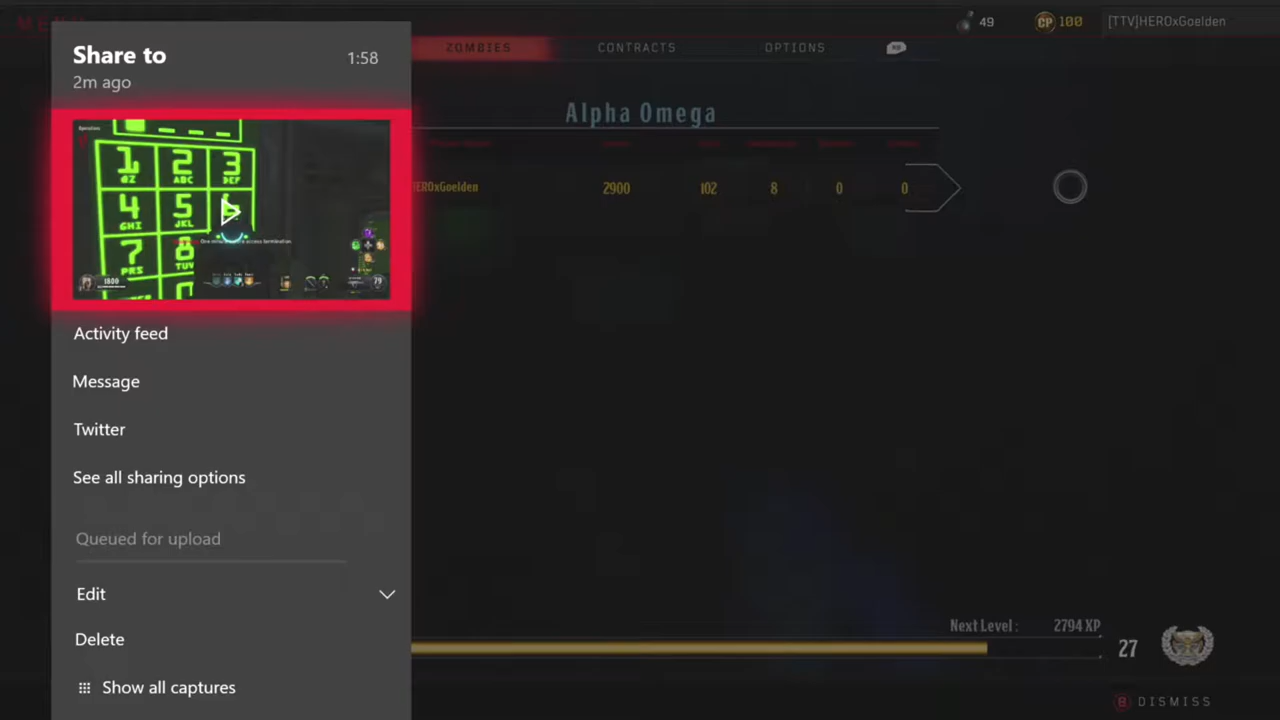 Share to
1:58
2m ago
1 2 3
ABC DEF
4 5
GHI JKL
7 8
PRS TUV
1800
79
Activity feed
Message
Twitter
See all sharing options
Queued for upload
Edit
Delete
Show all captures
49
CP 100
[TTV]HEROxGoelden
ZOMBIES
CONTRACTS
OPTIONS
Alpha Omega
HEROxGoelden 2900 102 8 0 0
Next Level : 2794 XP
27
B DISMISS